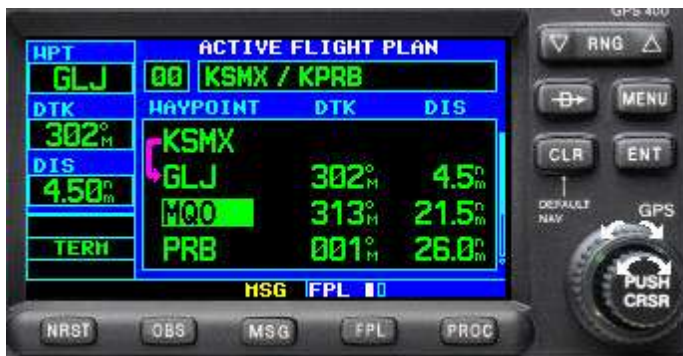 GPS 400
WPT
GLJ
DTK
302°M
DIS
4.50nm
TERM
ACTIVE FLIGHT PLAN
00 KSMX / KPRB
WAYPOINT DTK DIS
KSMX
GLJ 302°M 4.5nm
MQO 313°M 21.5nm
PRB 001°M 26.0nm
MSG FPL
RNG
MENU
CLR ENT
DEFAULT NAV
GPS
PUSH CRSR
NRST OBS MSG FPL PROC